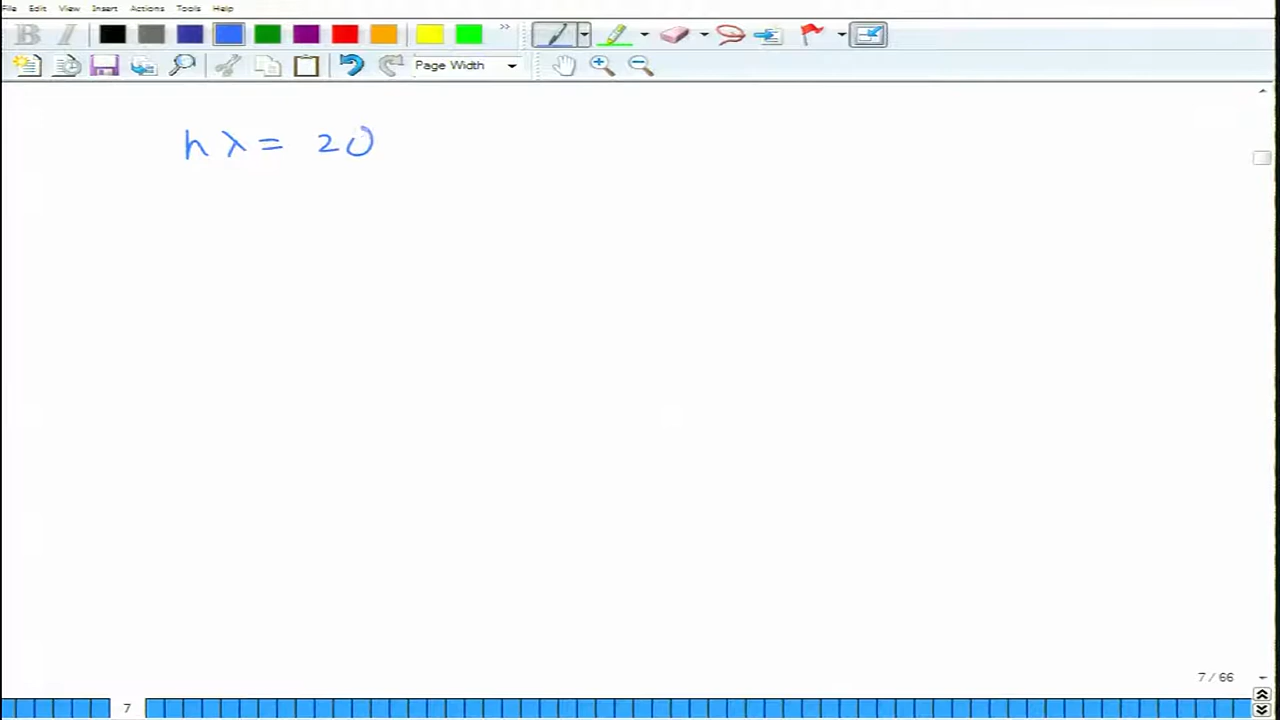 File Edit View Insert Actions Tools Help
B I »
Page Width
nλ = 20
7 / 66
7